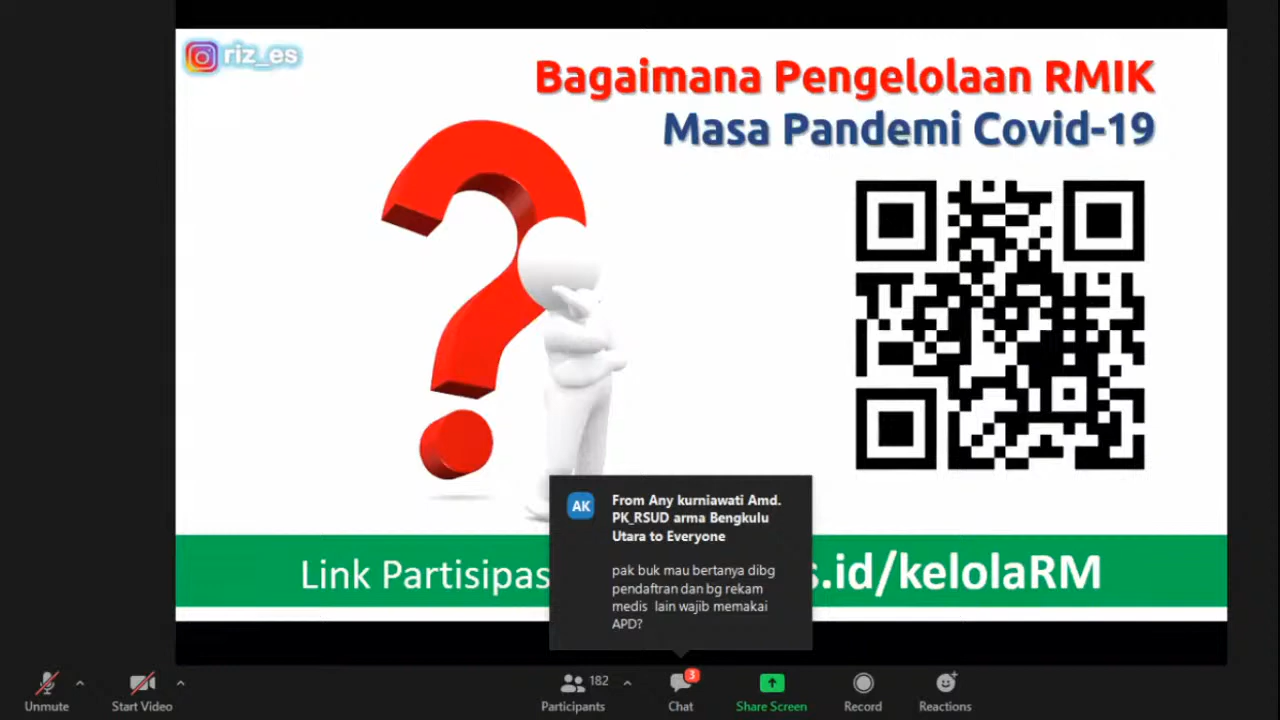 riz_es
Bagaimana Pengelolaan RMIK
Masa Pandemi Covid-19
Link Partisipas
s.id/kelolaRM
AK
From Any kurniawati Amd.
PK_RSUD arma Bengkulu
Utara to Everyone
pak buk mau bertanya dibg
pendaftran dan bg rekam
medis lain wajib memakai
APD?
Unmute
Start Video
182
Participants
3
Chat
Share Screen
Record
Reactions